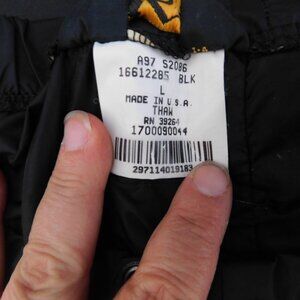 A97 S2086
16612285 BLK
L
MADE IN U.S.A.
THAW
RN 39264
1700090044
297114019183